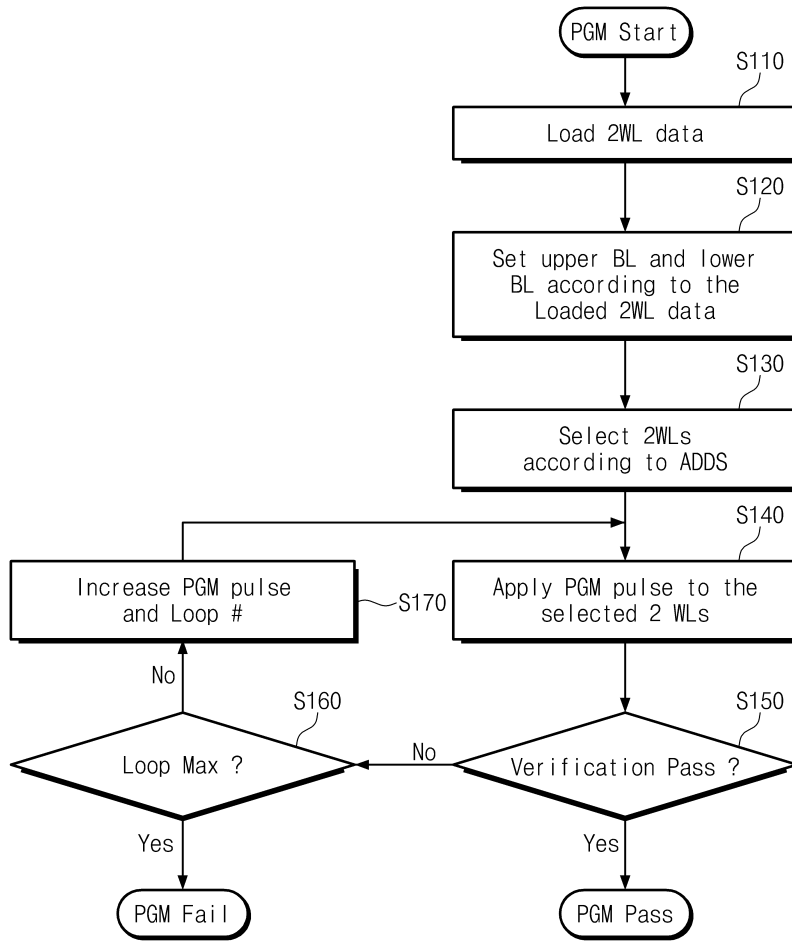 PGM Start
S110
Load 2WL data
S120
Set upper BL and lower
BL according to the
Loaded 2WL data
S130
Select 2WLs
according to ADDS
S140
Increase PGM pulse
and Loop #
S170
Apply PGM pulse to the
selected 2 WLs
No
S160
S150
Loop Max ?
No
Verification Pass ?
Yes
Yes
PGM Fail
PGM Pass